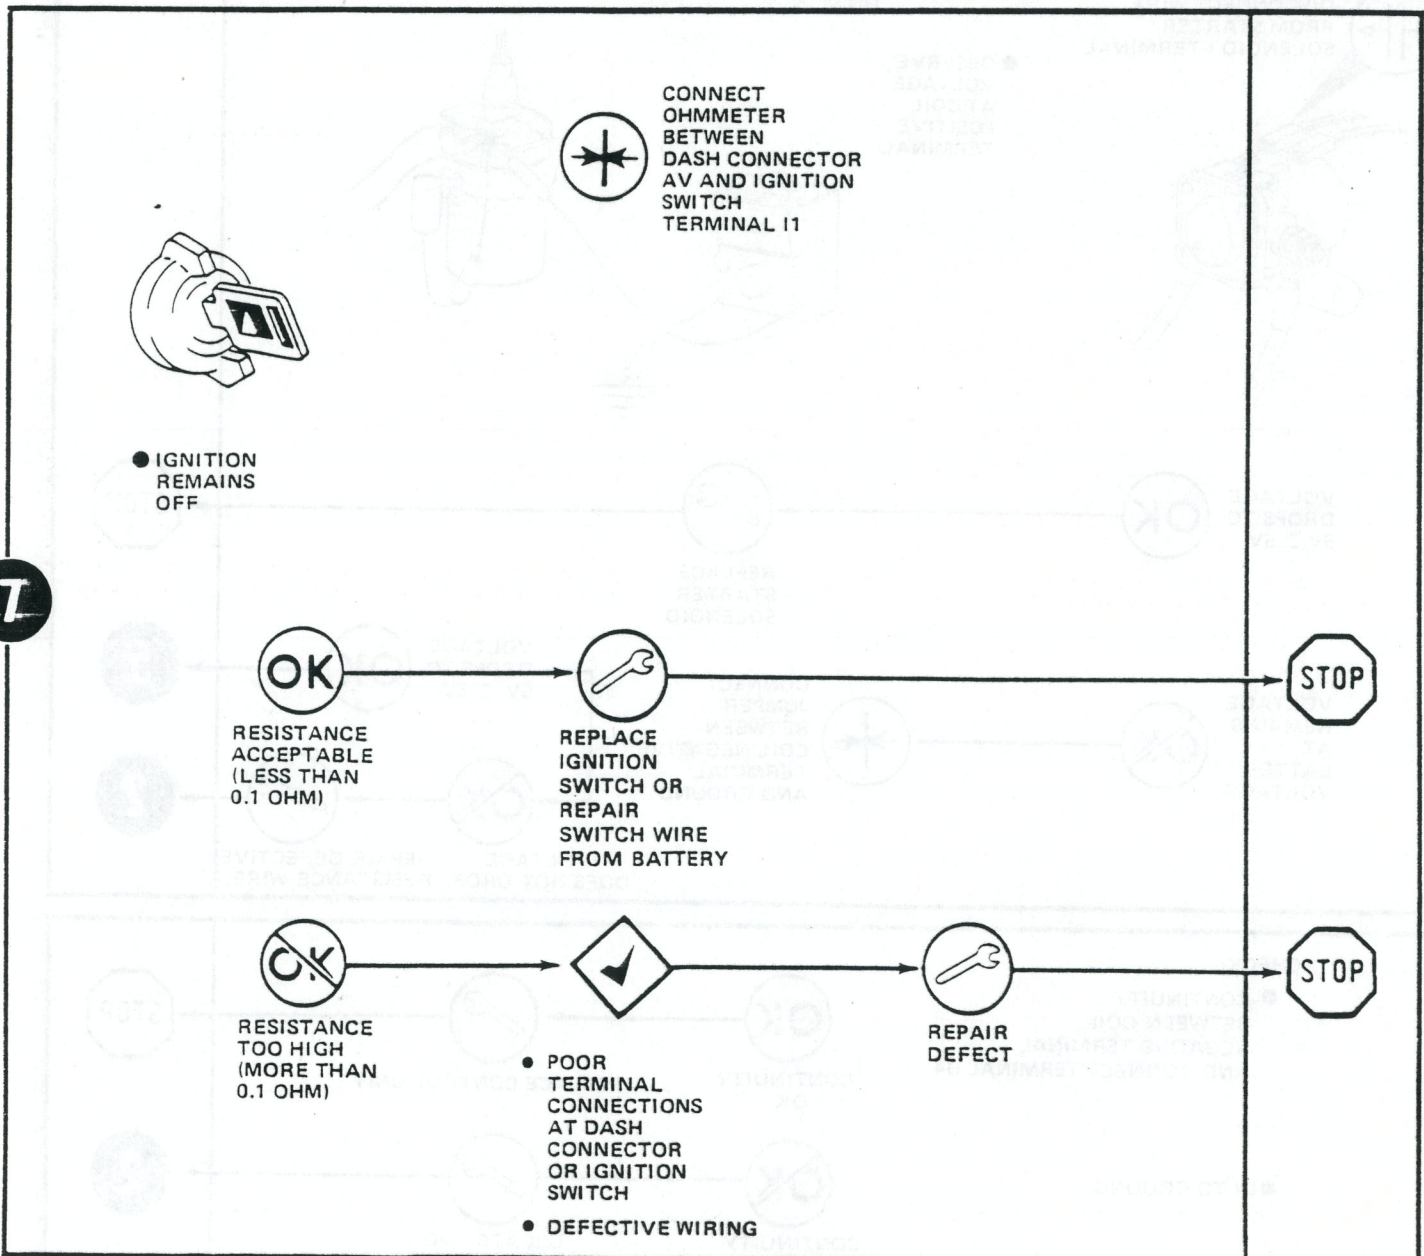 CONNECT
OHMMETER
BETWEEN
DASH CONNECTOR
AV AND IGNITION
SWITCH
TERMINAL I1
● IGNITION
REMAINS
OFF
7
OK
RESISTANCE
ACCEPTABLE
(LESS THAN
0.1 OHM)
REPLACE
IGNITION
SWITCH OR
REPAIR
SWITCH WIRE
FROM BATTERY
STOP
OK
RESISTANCE
TOO HIGH
(MORE THAN
0.1 OHM)
● POOR
TERMINAL
CONNECTIONS
AT DASH
CONNECTOR
OR IGNITION
SWITCH
● DEFECTIVE WIRING
REPAIR
DEFECT
STOP